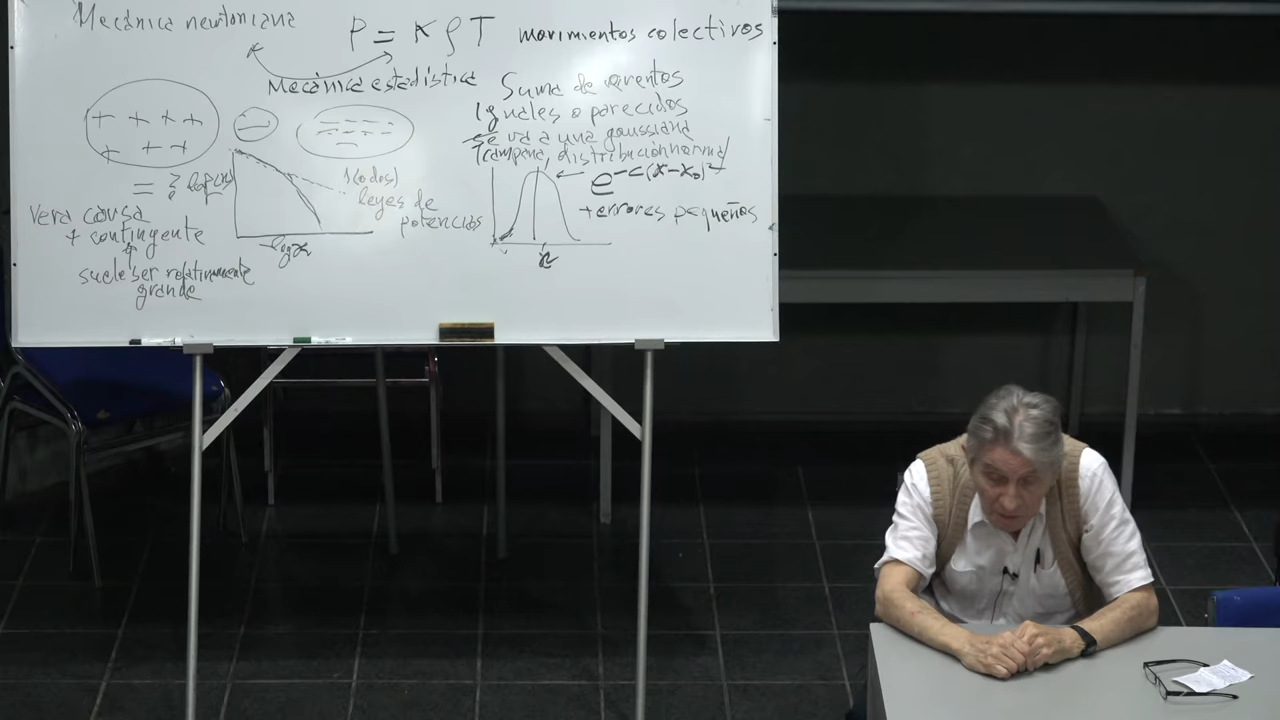 Mecánica newtoniana
P = K ρ T
movimientos colectivos
Mecánica estadística
Suma de eventos
iguales o parecidos
se va a una gaussiana
(campana, distribución normal)
e^-c(x-x₀)²
+ errores pequeños
+ + + +
+ + +
leyes de
potencias
log x
Vera causa
+ contingente
suele ser relativamente
grande